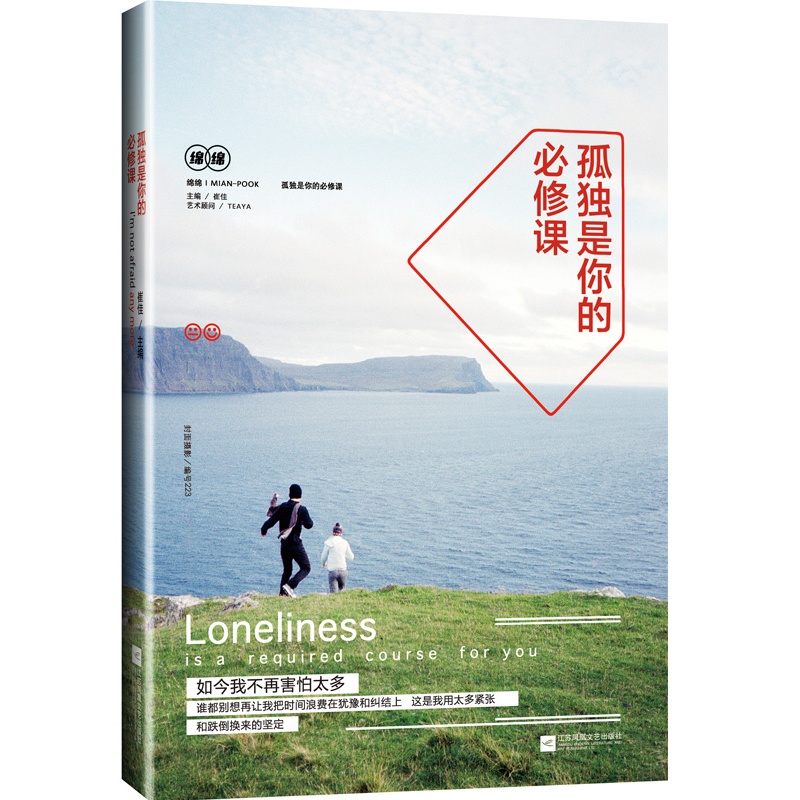 绵绵
绵绵 I MIAN-POOK 孤独是你的必修课
主编 / 崔佳
艺术顾问 / TEAYA
孤独是你的
必修课
封面摄影 / 编号223
Loneliness
is a required course for you
如今我不再害怕太多
谁都别想再让我把时间浪费在犹豫和纠结上 这是我用太多紧张
和跌倒换来的坚定
江苏凤凰文艺出版社
孤独是你的
必修课
I'm not afraid any more
崔佳 / 主编